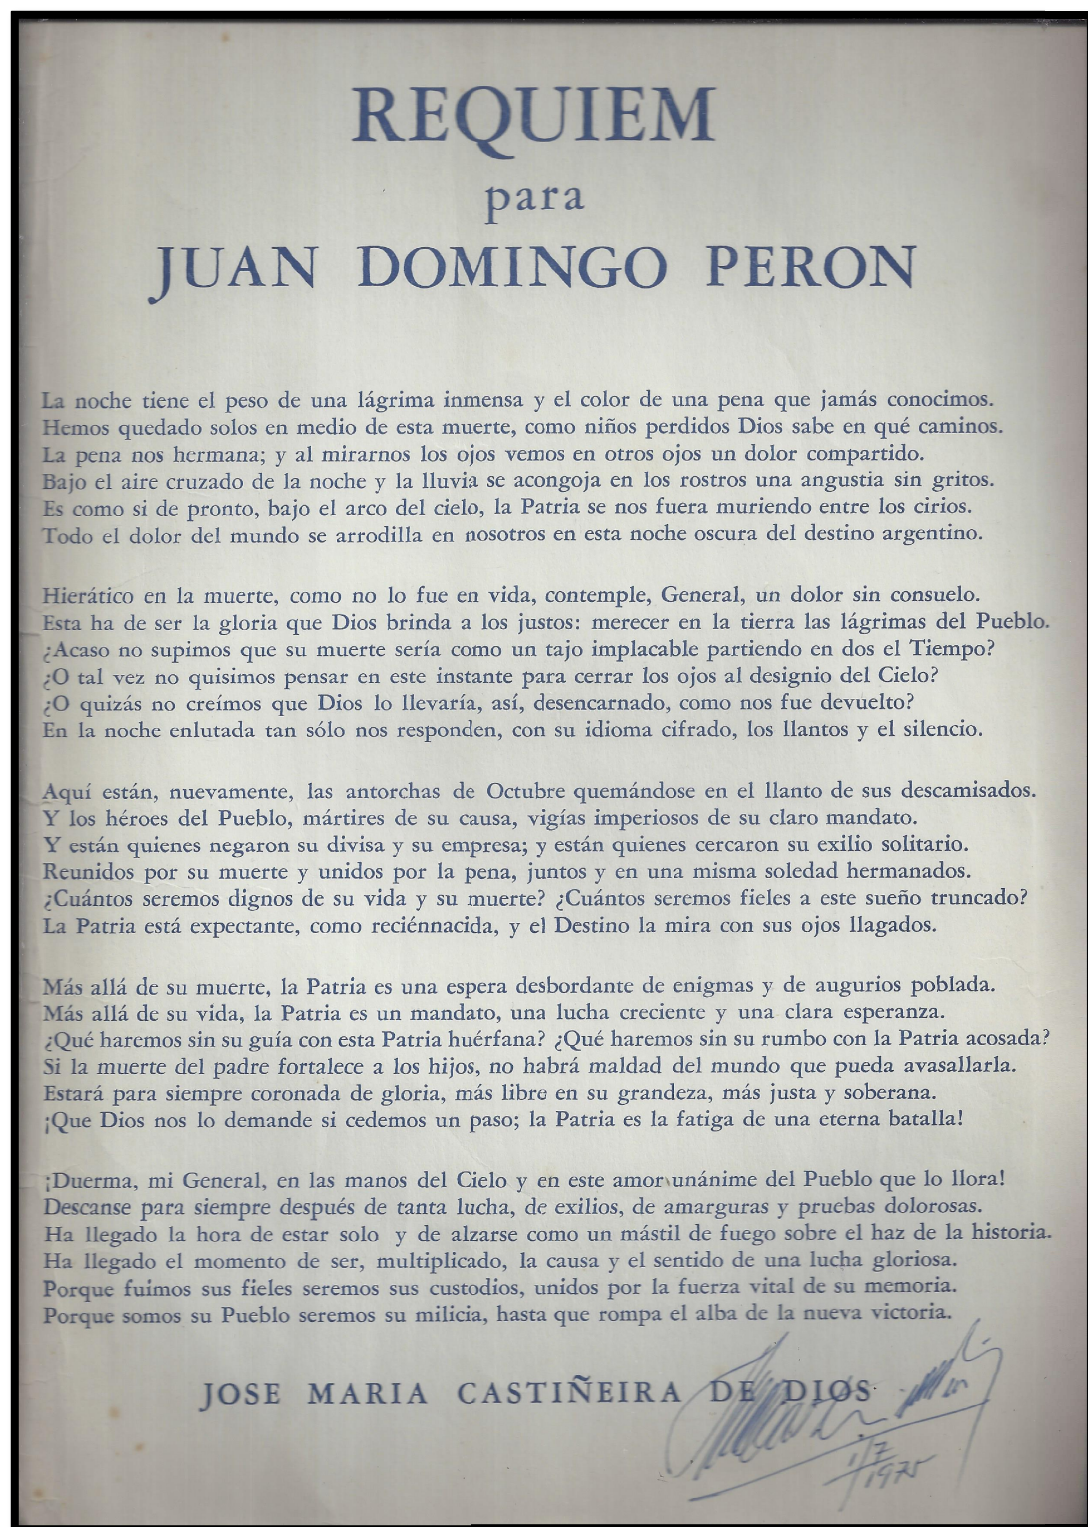 REQUIEM
para
JUAN DOMINGO PERON
La noche tiene el peso de una lágrima inmensa y el color de una pena que jamás conocimos.
Hemos quedado solos en medio de esta muerte, como niños perdidos Dios sabe en qué caminos.
La pena nos hermana; y al mirarnos los ojos vemos en otros ojos un dolor compartido.
Bajo el aire cruzado de la noche y la lluvia se acongoja en los rostros una angustia sin gritos.
Es como si de pronto, bajo el arco del cielo, la Patria se nos fuera muriendo entre los cirios.
Todo el dolor del mundo se arrodilla en nosotros en esta noche oscura del destino argentino.
Hierático en la muerte, como no lo fue en vida, contemple, General, un dolor sin consuelo.
Esta ha de ser la gloria que Dios brinda a los justos: merecer en la tierra las lágrimas del Pueblo.
¿Acaso no supimos que su muerte sería como un tajo implacable partiendo en dos el Tiempo?
¿O tal vez no quisimos pensar en este instante para cerrar los ojos al designio del Cielo?
¿O quizás no creímos que Dios lo llevaría, así, desencarnado, como nos fue devuelto?
En la noche enlutada tan sólo nos responden, con su idioma cifrado, los llantos y el silencio.
Aquí están, nuevamente, las antorchas de Octubre quemándose en el llanto de sus descamisados.
Y los héroes del Pueblo, mártires de su causa, vigías imperiosos de su claro mandato.
Y están quienes negaron su divisa y su empresa; y están quienes cercaron su exilio solitario.
Reunidos por su muerte y unidos por la pena, juntos y en una misma soledad hermanados.
¿Cuántos seremos dignos de su vida y su muerte? ¿Cuántos seremos fieles a este sueño truncado?
La Patria está expectante, como reciénnacida, y el Destino la mira con sus ojos llagados.
Más allá de su muerte, la Patria es una espera desbordante de enigmas y de augurios poblada.
Más allá de su vida, la Patria es un mandato, una lucha creciente y una clara esperanza.
¿Qué haremos sin su guía con esta Patria huérfana? ¿Qué haremos sin su rumbo con la Patria acosada?
Si la muerte del padre fortalece a los hijos, no habrá maldad del mundo que pueda avasallarla.
Estará para siempre coronada de gloria, más libre en su grandeza, más justa y soberana.
¡Que Dios nos lo demande si cedemos un paso; la Patria es la fatiga de una eterna batalla!
¡Duerma, mi General, en las manos del Cielo y en este amor unánime del Pueblo que lo llora!
Descanse para siempre después de tanta lucha, de exilios, de amarguras y pruebas dolorosas.
Ha llegado la hora de estar solo y de alzarse como un mástil de fuego sobre el haz de la historia.
Ha llegado el momento de ser, multiplicado, la causa y el sentido de una lucha gloriosa.
Porque fuimos sus fieles seremos sus custodios, unidos por la fuerza vital de su memoria.
Porque somos su Pueblo seremos su milicia, hasta que rompa el alba de la nueva victoria.
JOSE MARIA CASTIÑEIRA DE DIOS
1/7
1975